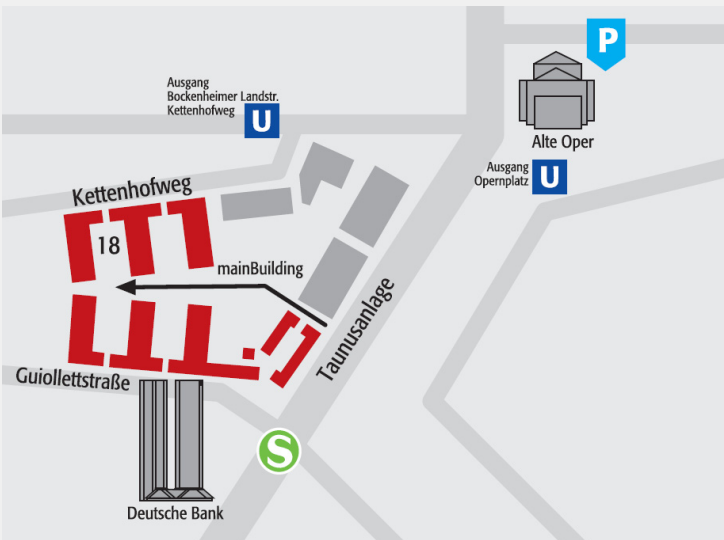 P
Ausgang
Bockenheimer Landstr.
Kettenhofweg
U
Alte Oper
Ausgang
Opernplatz
U
Kettenhofweg
18
mainBuilding
Taunusanlage
Guiollettstraße
S
Deutsche Bank